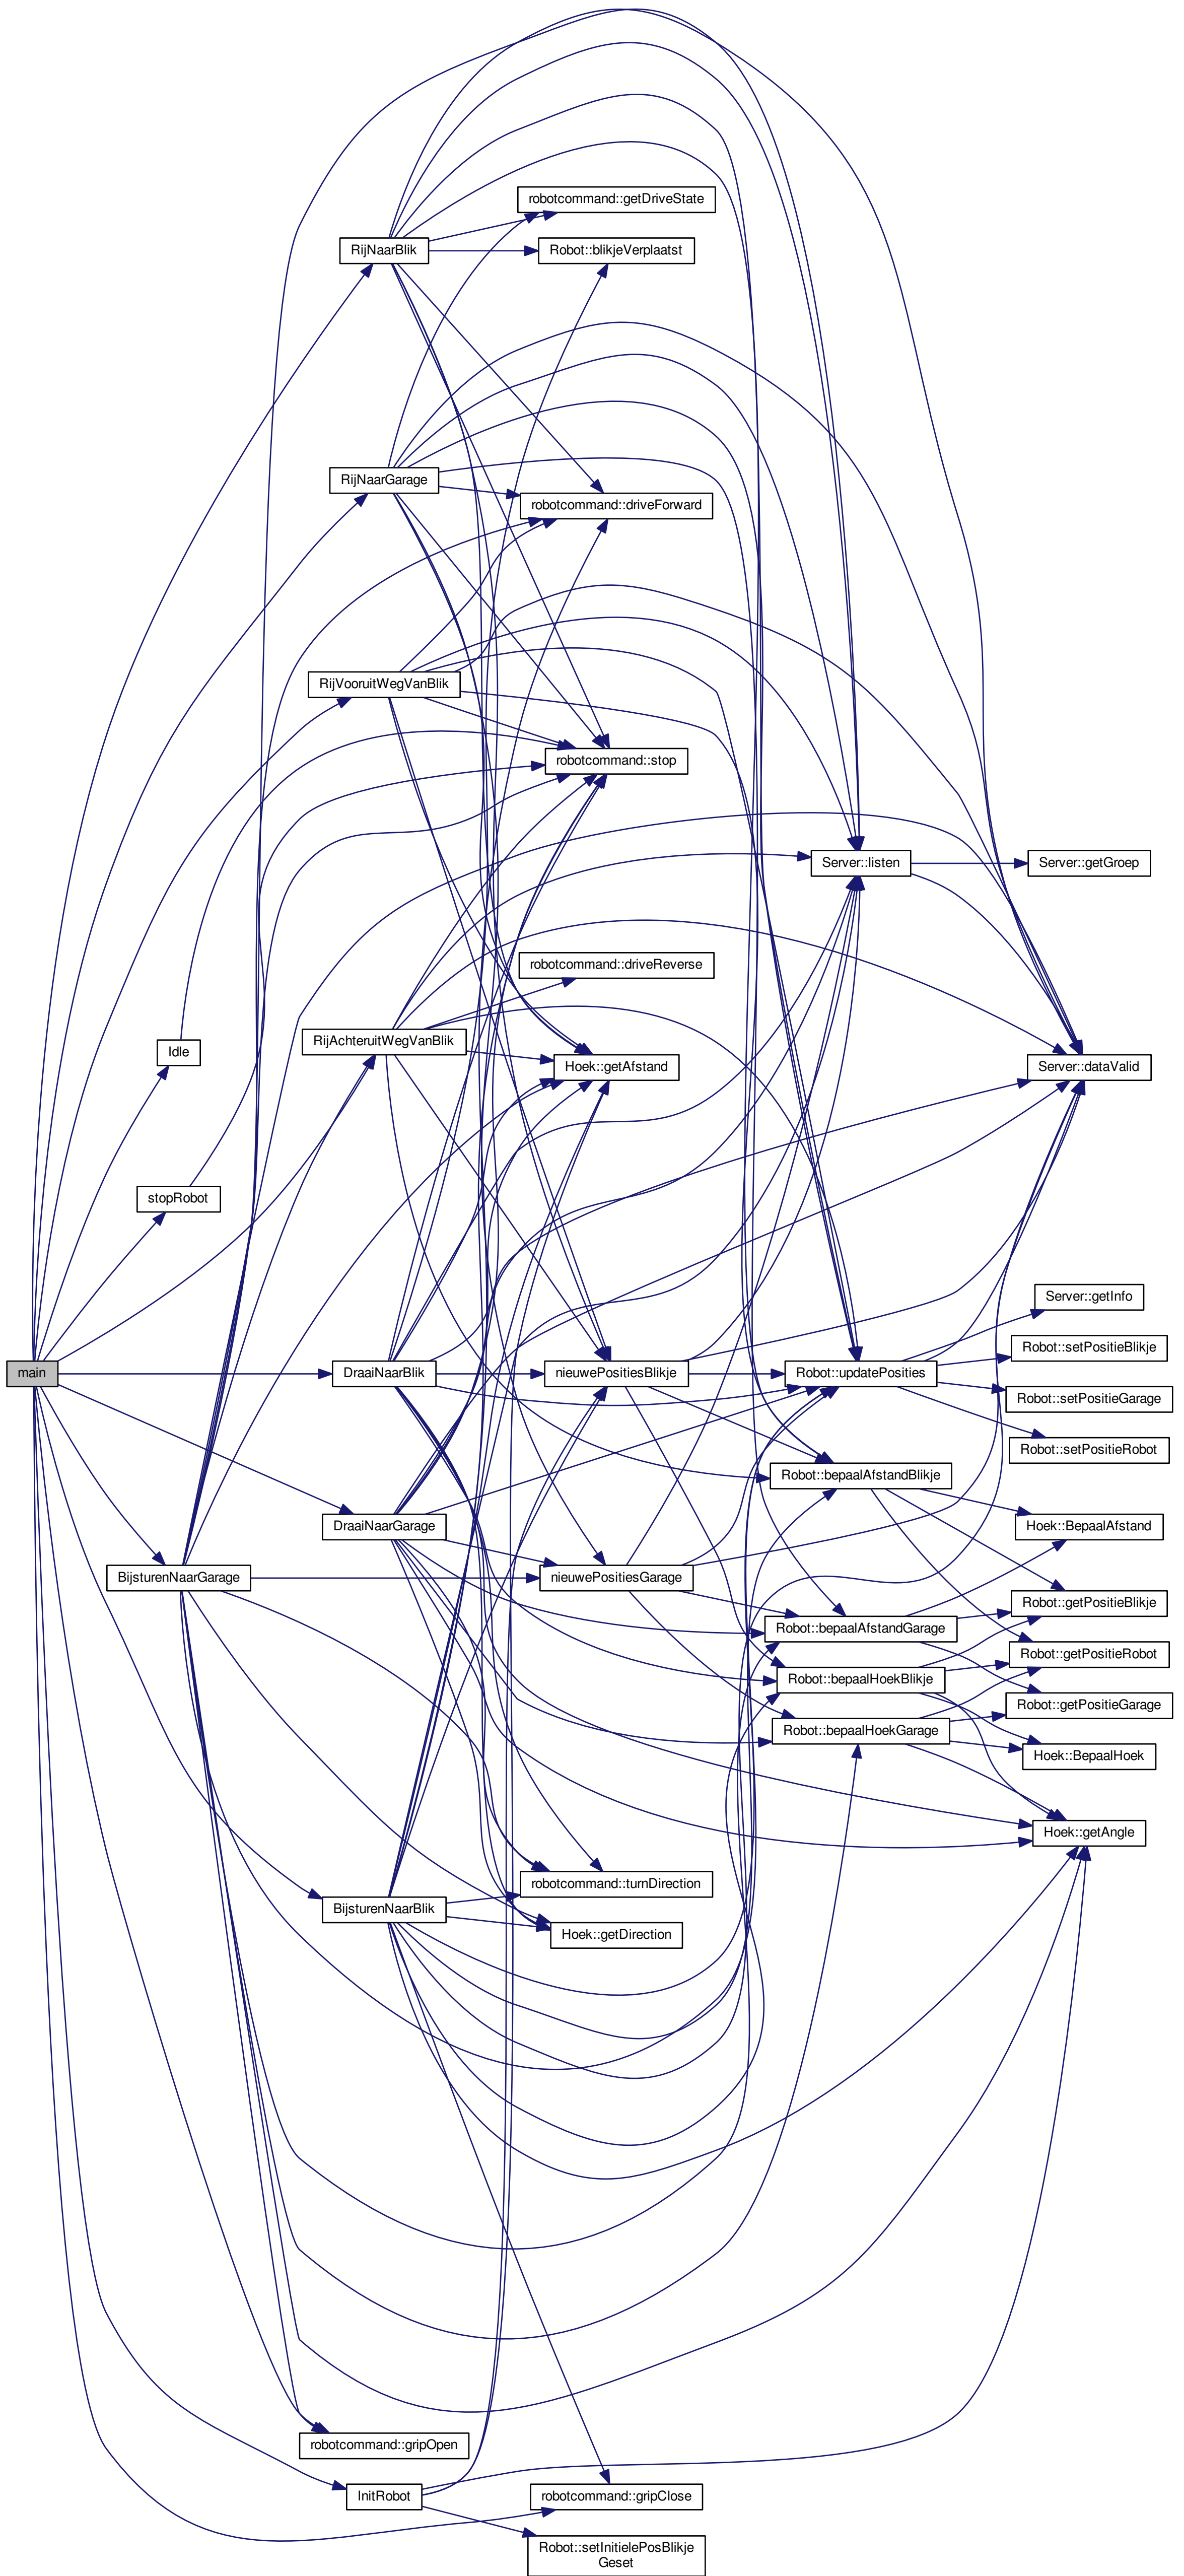 robotcommand::getDriveState
RijNaarBlik
Robot::blikjeVerplaatst
RijNaarGarage
robotcommand::driveForward
RijVooruitWegVanBlik
robotcommand::stop
Server::listen
Server::getGroep
robotcommand::driveReverse
RijAchteruitWegVanBlik
Idle
Hoek::getAfstand
Server::dataValid
stopRobot
Server::getInfo
Robot::setPositieBlikje
main
DraaiNaarBlik
nieuwePositiesBlikje
Robot::updatePosities
Robot::setPositieGarage
Robot::setPositieRobot
Robot::bepaalAfstandBlikje
DraaiNaarGarage
Hoek::BepaalAfstand
BijsturenNaarGarage
nieuwePositiesGarage
Robot::getPositieBlikje
Robot::bepaalAfstandGarage
Robot::getPositieRobot
Robot::bepaalHoekBlikje
Robot::getPositieGarage
Robot::bepaalHoekGarage
Hoek::BepaalHoek
Hoek::getAngle
robotcommand::turnDirection
BijsturenNaarBlik
Hoek::getDirection
robotcommand::gripOpen
InitRobot
robotcommand::gripClose
Robot::setInitielePosBlikje
Geset